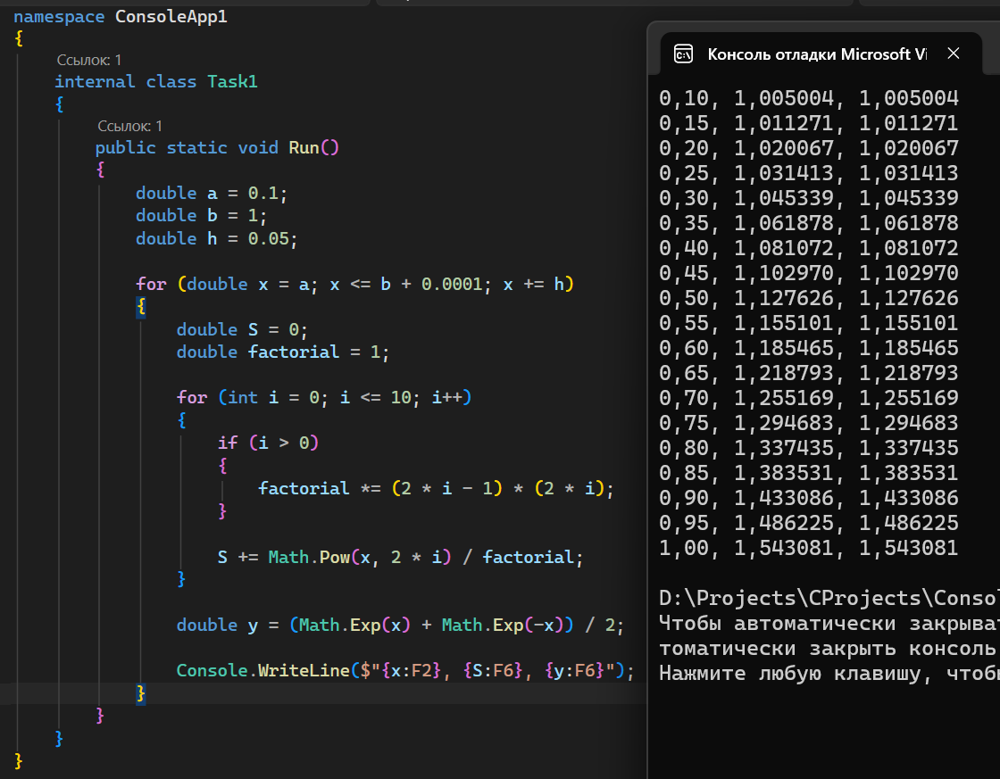 namespace ConsoleApp1
{
Ссылок: 1
internal class Task1
{
Ссылок: 1
public static void Run()
{
double a = 0.1;
double b = 1;
double h = 0.05;
for (double x = a; x <= b + 0.0001; x += h)
{
double S = 0;
double factorial = 1;
for (int i = 0; i <= 10; i++)
{
if (i > 0)
{
factorial *= (2 * i - 1) * (2 * i);
}
S += Math.Pow(x, 2 * i) / factorial;
}
double y = (Math.Exp(x) + Math.Exp(-x)) / 2;
Console.WriteLine($"{x:F2}, {S:F6}, {y:F6}");
}
}
}
}
Консоль отладки Microsoft Vi
0,10, 1,005004, 1,005004
0,15, 1,011271, 1,011271
0,20, 1,020067, 1,020067
0,25, 1,031413, 1,031413
0,30, 1,045339, 1,045339
0,35, 1,061878, 1,061878
0,40, 1,081072, 1,081072
0,45, 1,102970, 1,102970
0,50, 1,127626, 1,127626
0,55, 1,155101, 1,155101
0,60, 1,185465, 1,185465
0,65, 1,218793, 1,218793
0,70, 1,255169, 1,255169
0,75, 1,294683, 1,294683
0,80, 1,337435, 1,337435
0,85, 1,383531, 1,383531
0,90, 1,433086, 1,433086
0,95, 1,486225, 1,486225
1,00, 1,543081, 1,543081
D:\Projects\CProjects\Consol
Чтобы автоматически закрыват
томатически закрыть консоль
Нажмите любую клавишу, чтобы